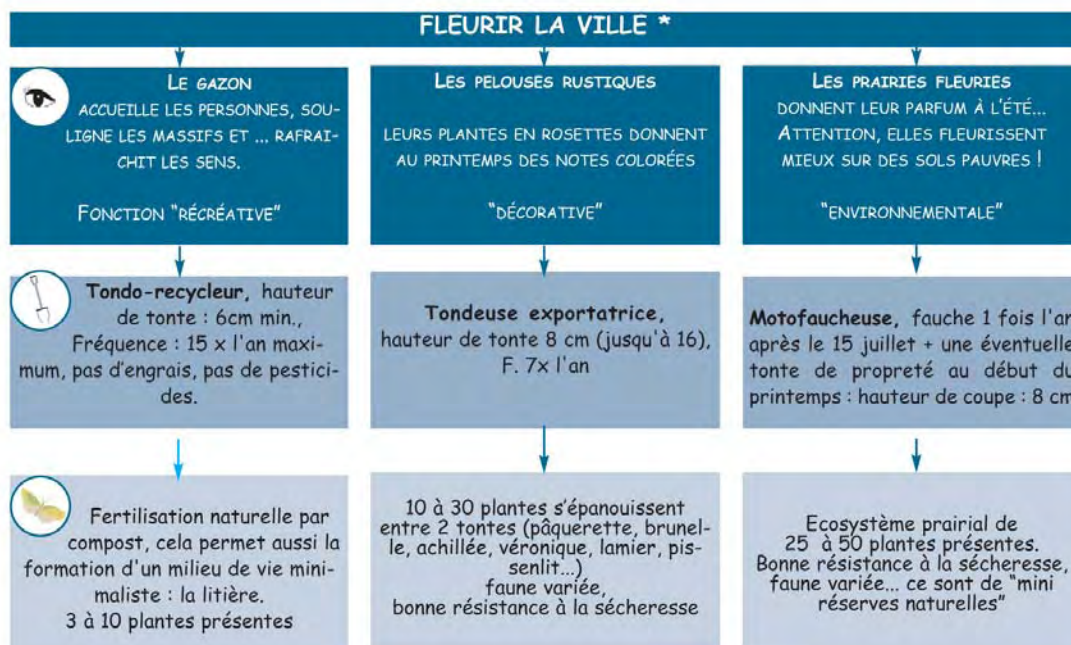 FLEURIR LA VILLE *
LE GAZON
ACCUEILLE LES PERSONNES, SOU-
LIGNE LES MASSIFS ET ... RAFRAI-
CHIT LES SENS.
FONCTION "RÉCRÉATIVE"
Tondo-recycleur, hauteur
de tonte : 6cm min.,
Fréquence : 15 x l'an maxi-
mum, pas d'engrais, pas de pestici-
des.
Fertilisation naturelle par
compost, cela permet aussi la
formation d'un milieu de vie mini-
maliste : la litière.
3 à 10 plantes présentes
LES PELOUSES RUSTIQUES
LEURS PLANTES EN ROSETTES DONNENT
AU PRINTEMPS DES NOTES COLORÉES
"DÉCORATIVE"
Tondeuse exportatrice,
hauteur de tonte 8 cm (jusqu'à 16),
F. 7x l'an
10 à 30 plantes s'épanouissent
entre 2 tontes (pâquerette, brunel-
le, achillée, véronique, lamier, pis-
senlit...)
faune variée,
bonne résistance à la sécheresse
LES PRAIRIES FLEURIES
DONNENT LEUR PARFUM À L'ÉTÉ...
ATTENTION, ELLES FLEURISSENT
MIEUX SUR DES SOLS PAUVRES !
"ENVIRONNEMENTALE"
Motofaucheuse, fauche 1 fois l'an
après le 15 juillet + une éventuelle
tonte de propreté au début du
printemps : hauteur de coupe : 8 cm
Ecosystème prairial de
25 à 50 plantes présentes.
Bonne résistance à la sécheresse,
faune variée... ce sont de "mini
réserves naturelles"